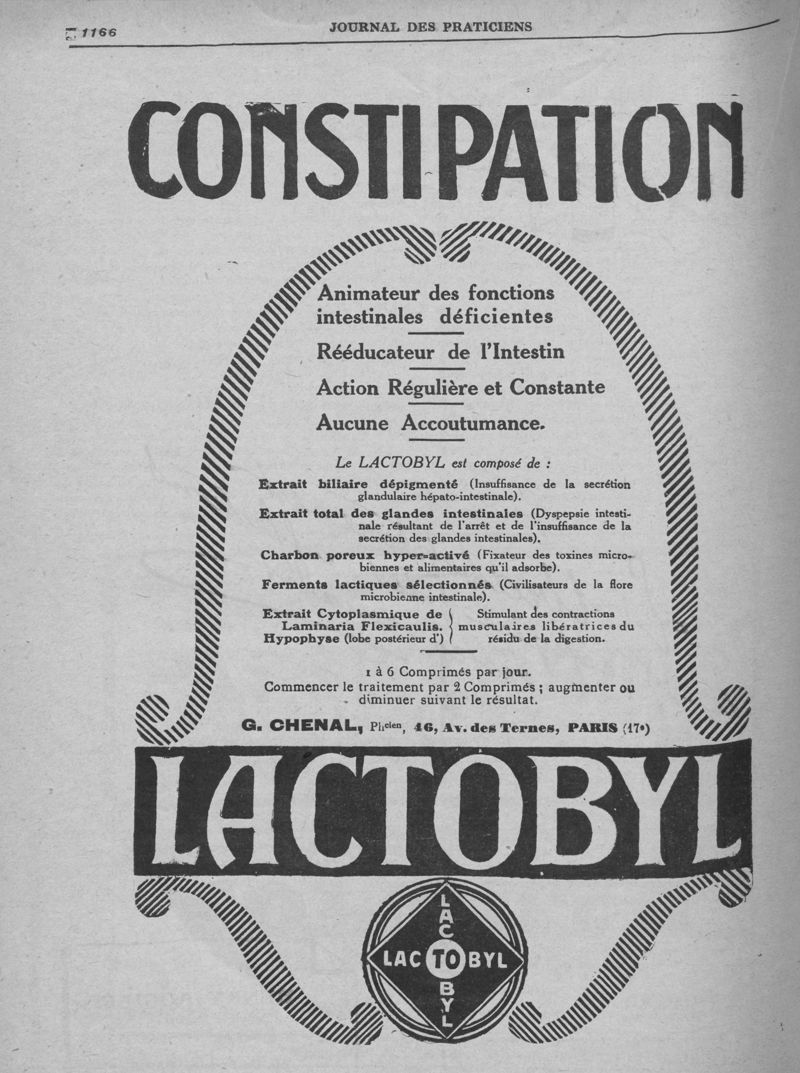 1166
JOURNAL DES PRATICIENS
CONSTIPATION
Animateur des fonctions
intestinales déficientes
Rééducateur de l'Intestin
Action Régulière et Constante
Aucune Accoutumance.
Le LACTOBYL est composé de :
Extrait biliaire dépigmenté (Insuffisance de la secrétion
glandulaire hépato-intestinale).
Extrait total des glandes intestinales (Dyspepsie intesti-
nale résultant de l'arrêt et de l'insuffisance de la
secrétion des glandes intestinales).
Charbon poreux hyper=activé (Fixateur des toxines micro-
biennes et alimentaires qu'il adsorbe).
Ferments lactiques sélectionnés (Civilisateurs de la flore
microbienne intestinale).
Extrait Cytoplasmique de { Stimulant des contractions
Laminaria Flexicaulis. { musculaires libératrices du
Hypophyse (lobe postérieur d') { résidu de la digestion.
1 à 6 Comprimés par jour.
Commencer le traitement par 2 Comprimés ; augmenter ou
diminuer suivant le résultat.
G. CHENAL, Phcien, 46, Av. des Ternes, PARIS (17e)
LACTOBYL
LACTOBYL
LACTOBYL